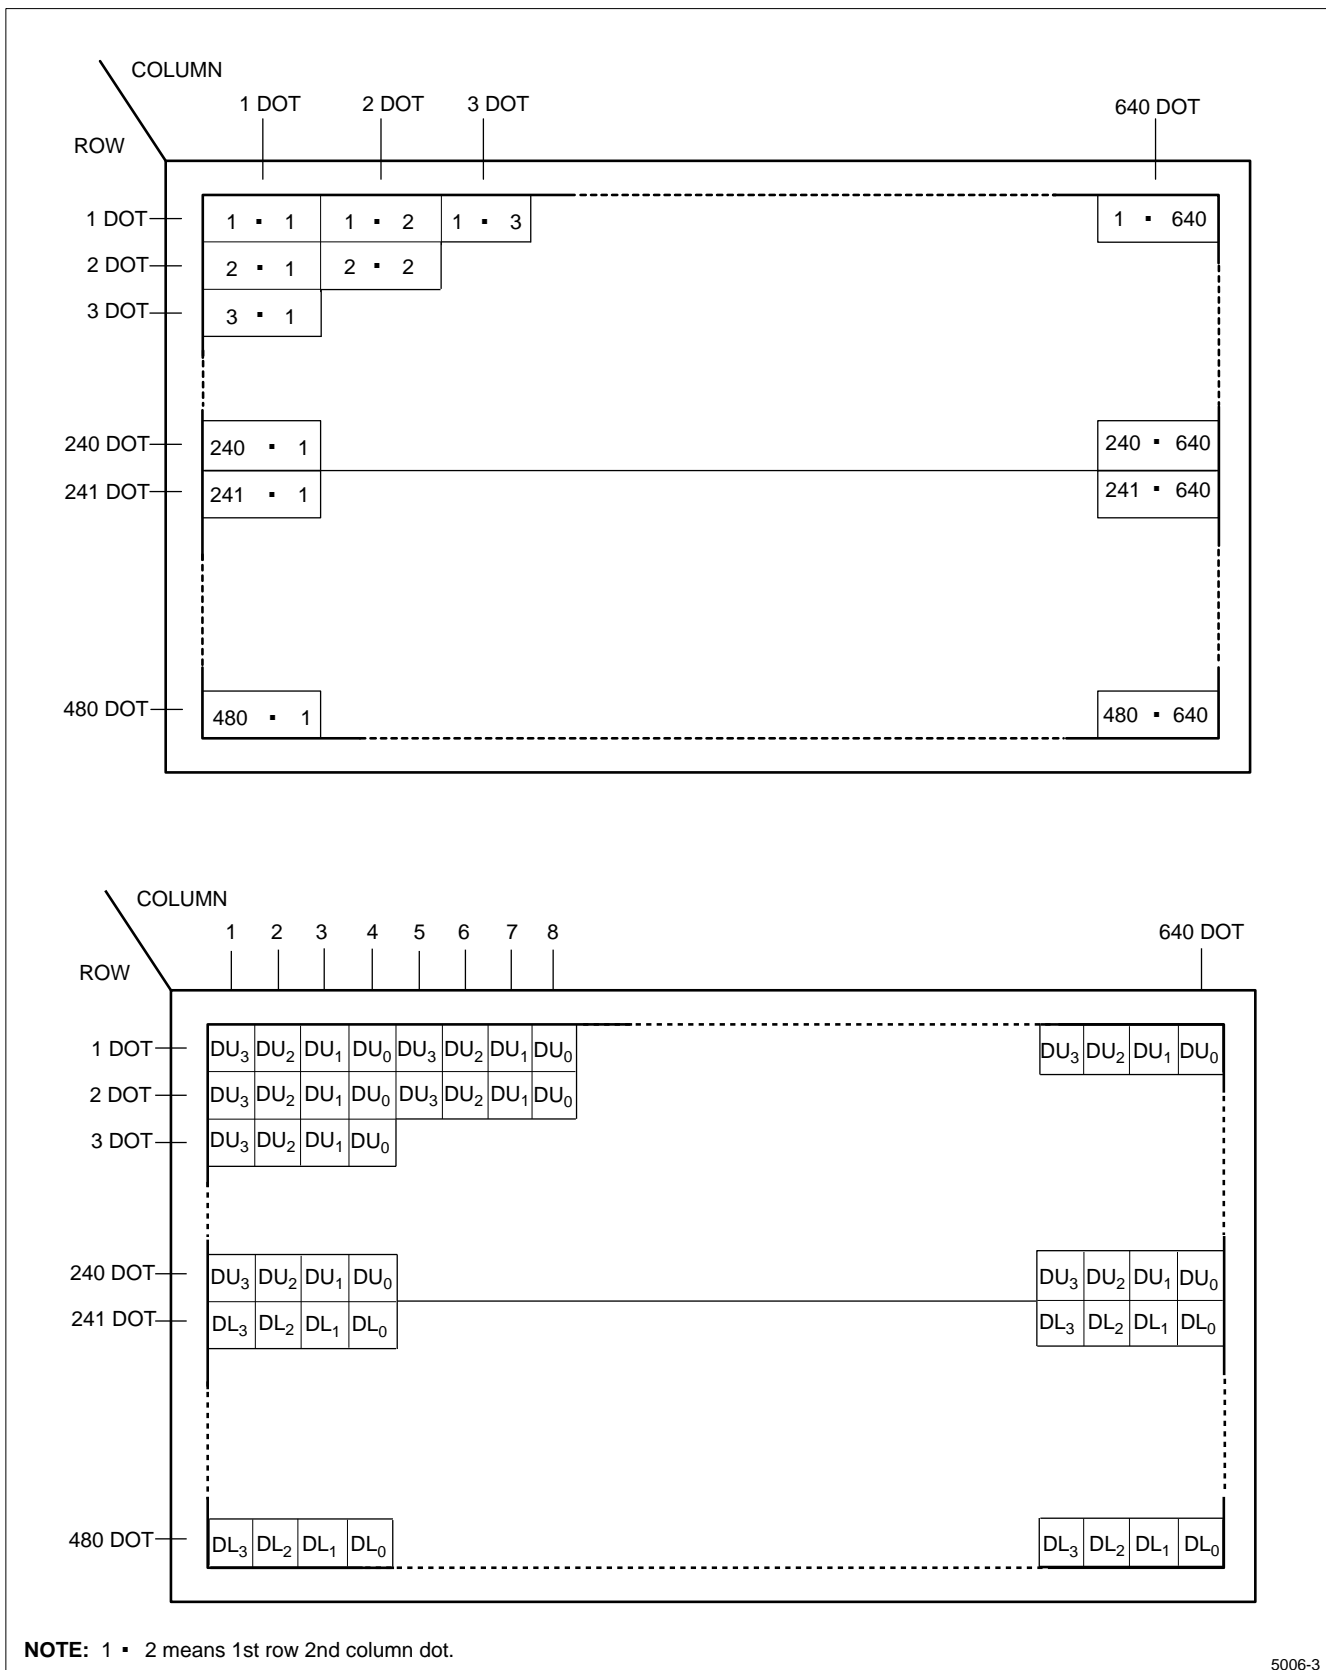 COLUMN
1 DOT 2 DOT 3 DOT 640 DOT
ROW
1 DOT 1 ▪ 1 1 ▪ 2 1 ▪ 3 1 ▪ 640
2 DOT 2 ▪ 1 2 ▪ 2
3 DOT 3 ▪ 1
240 DOT 240 ▪ 1 240 ▪ 640
241 DOT 241 ▪ 1 241 ▪ 640
480 DOT 480 ▪ 1 480 ▪ 640
COLUMN
1 2 3 4 5 6 7 8 640 DOT
ROW
1 DOT DU₃ DU₂ DU₁ DU₀ DU₃ DU₂ DU₁ DU₀ DU₃ DU₂ DU₁ DU₀
2 DOT DU₃ DU₂ DU₁ DU₀ DU₃ DU₂ DU₁ DU₀
3 DOT DU₃ DU₂ DU₁ DU₀
240 DOT DU₃ DU₂ DU₁ DU₀ DU₃ DU₂ DU₁ DU₀
241 DOT DL₃ DL₂ DL₁ DL₀ DL₃ DL₂ DL₁ DL₀
480 DOT DL₃ DL₂ DL₁ DL₀ DL₃ DL₂ DL₁ DL₀
NOTE: 1 ▪ 2 means 1st row 2nd column dot.
5006-3